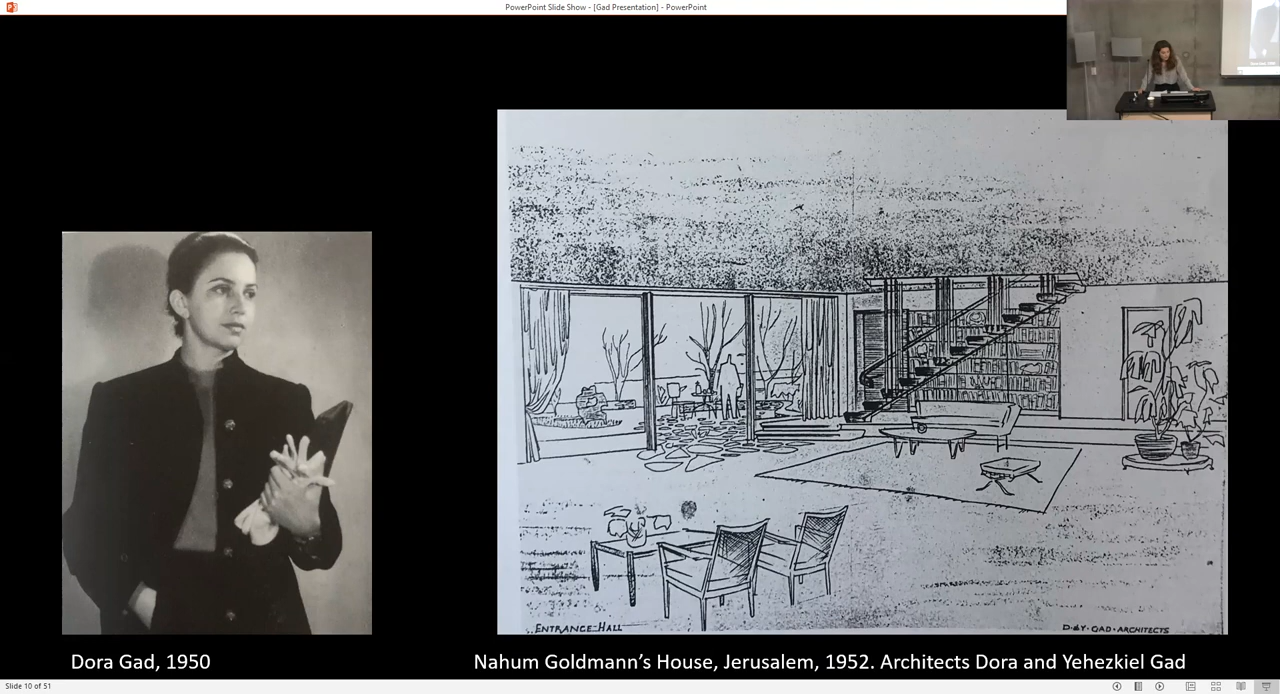 PowerPoint Slide Show - [Gad Presentation] - PowerPoint
ENTRANCE-HALL
D·&Y·GAD·ARCHITECTS
Dora Gad, 1950
Nahum Goldmann’s House, Jerusalem, 1952. Architects Dora and Yehezkiel Gad
Slide 10 of 51